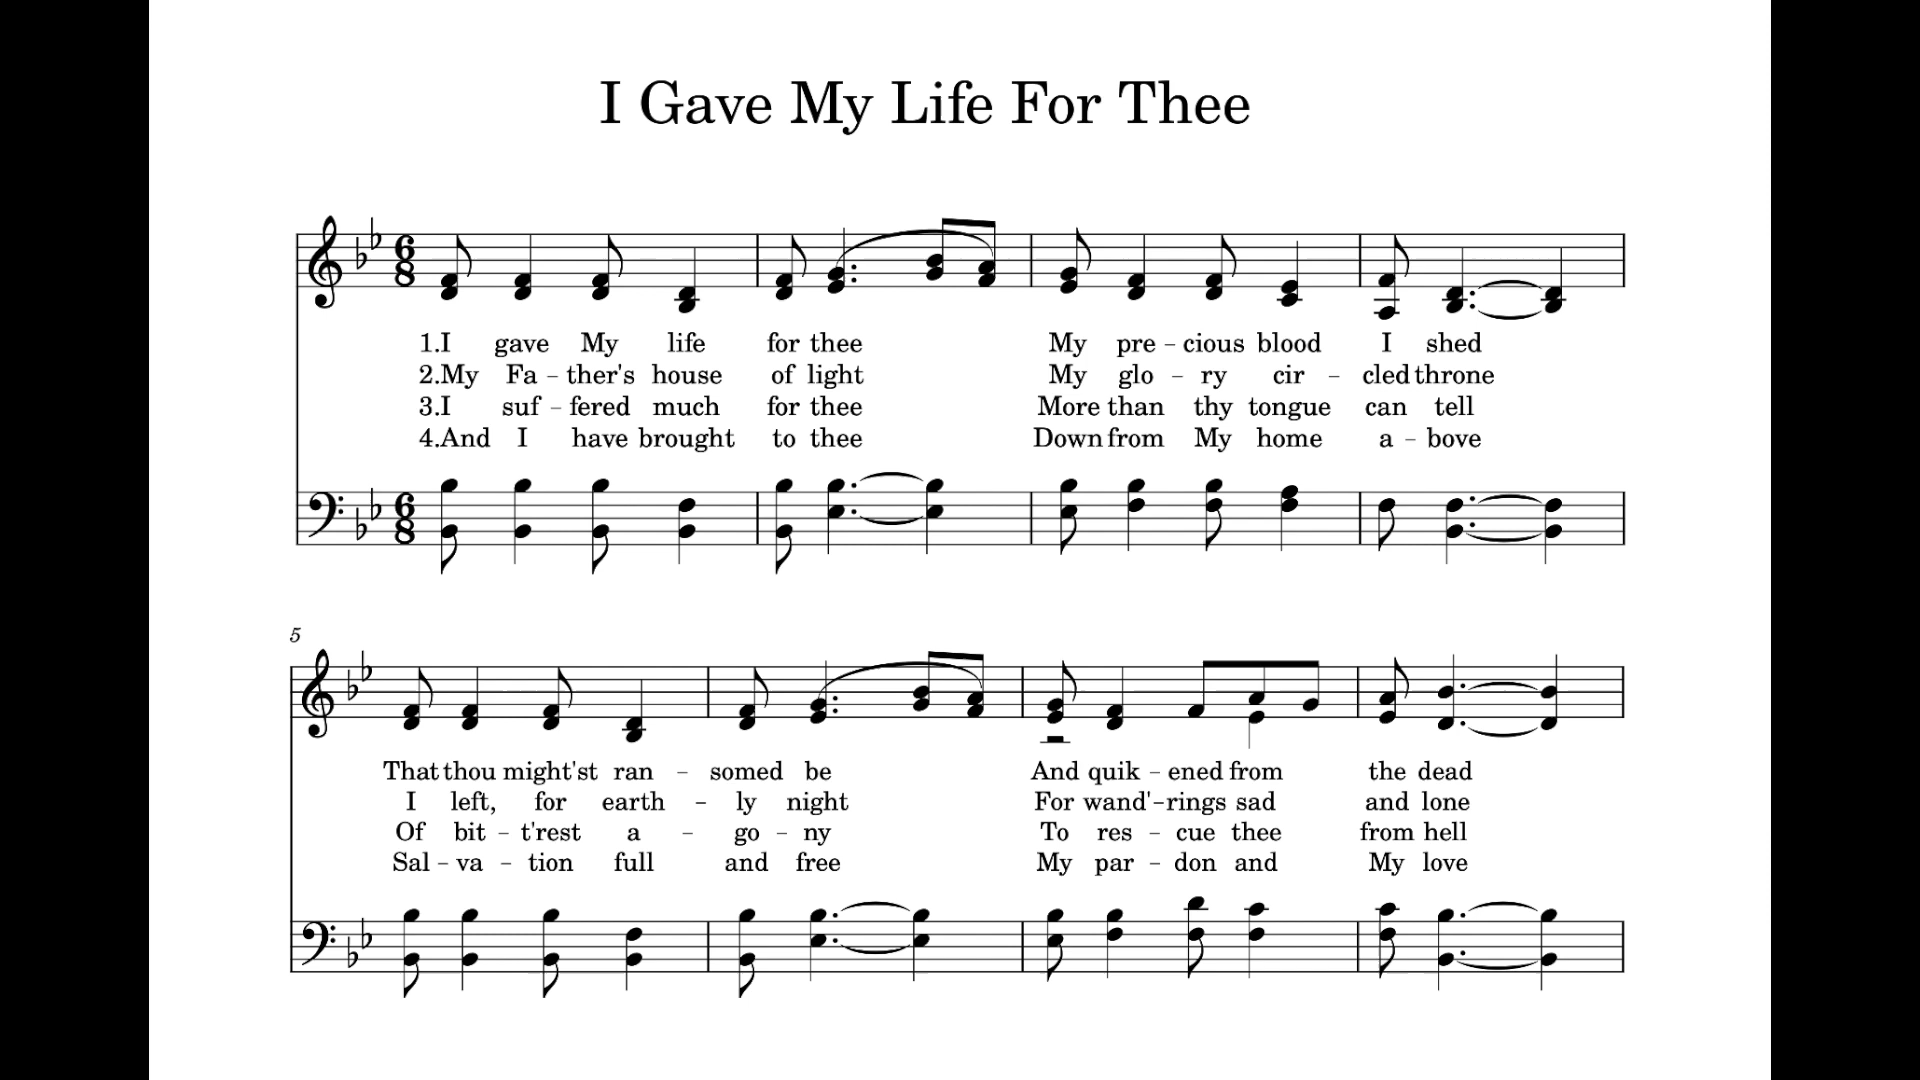 I Gave My Life For Thee
6 8
1.I gave My life for thee My pre – cious blood I shed
2.My Fa – ther's house of light My glo – ry cir – cled throne
3.I suf – fered much for thee More than thy tongue can tell
4.And I have brought to thee Down from My home a – bove
6 8
5
That thou might'st ran – somed be And quik – ened from the dead
I left, for earth – ly night For wand' – rings sad and lone
Of bit – t'rest a – go – ny To res – cue thee from hell
Sal – va – tion full and free My par – don and My love